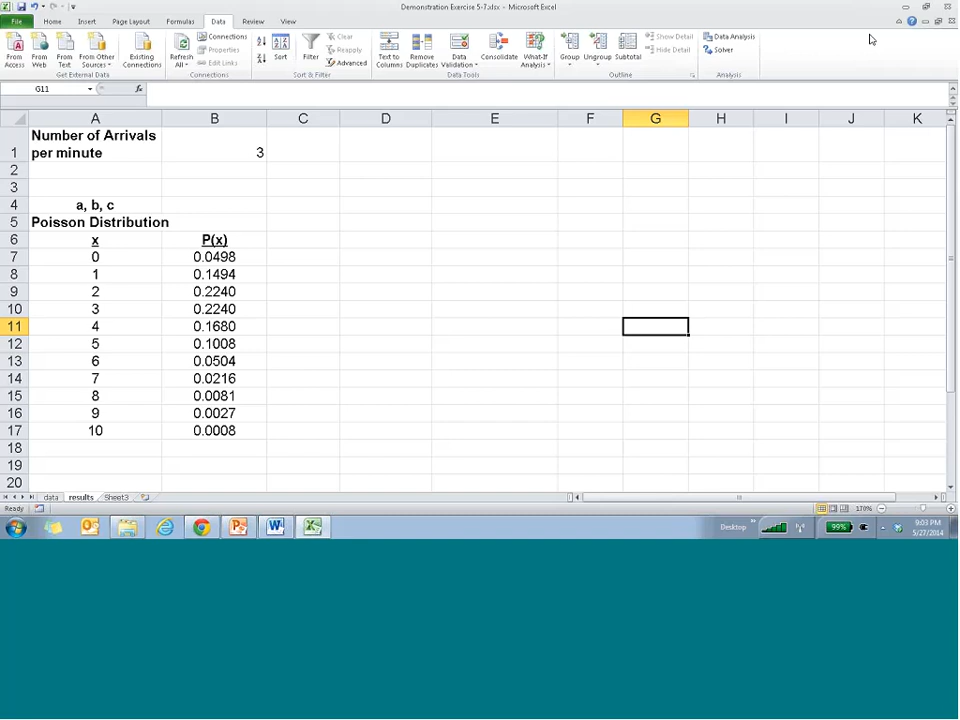 Demonstration Exercise 5-7.xlsx - Microsoft Excel
File Home Insert Page Layout Formulas Data Review View
From Access From Web From Text From Other Sources Existing Connections Refresh All Connections Properties Edit Links Sort Filter Clear Reapply Advanced Text to Columns Remove Duplicates Data Validation Consolidate What-If Analysis Group Ungroup Subtotal Show Detail Hide Detail Data Analysis Solver
Get External Data Connections Sort & Filter Data Tools Outline Analysis
G11 fx
A B C D E F G H I J K
Number of Arrivals
1 per minute 3
2
3
4 a, b, c
5 Poisson Distribution
6 x P(x)
7 0 0.0498
8 1 0.1494
9 2 0.2240
10 3 0.2240
11 4 0.1680
12 5 0.1008
13 6 0.0504
14 7 0.0216
15 8 0.0081
16 9 0.0027
17 10 0.0008
18
19
20
data results Sheet3
Ready 170%
Desktop 99% 9:03 PM
5/27/2014